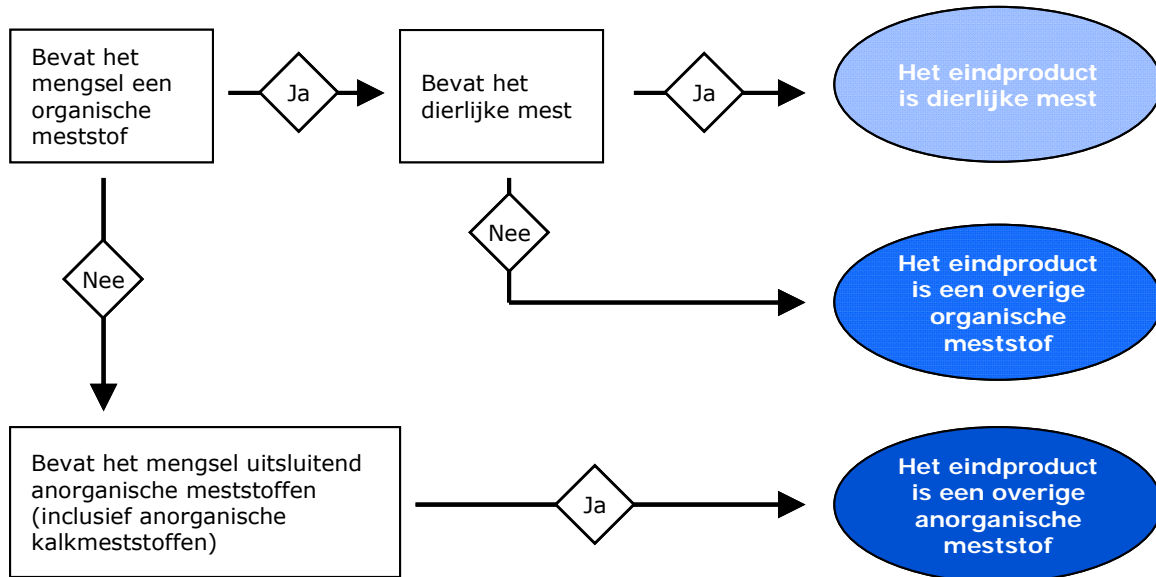 Bevat het
mengsel een
organische
meststof
Ja
Bevat het
dierlijke mest
Ja
Het eindproduct
is dierlijke mest
Nee
Nee
Het eindproduct
is een overige
organische
meststof
Bevat het mengsel uitsluitend
anorganische meststoffen
(inclusief anorganische
kalkmeststoffen)
Ja
Het eindproduct
is een overige
anorganische
meststof